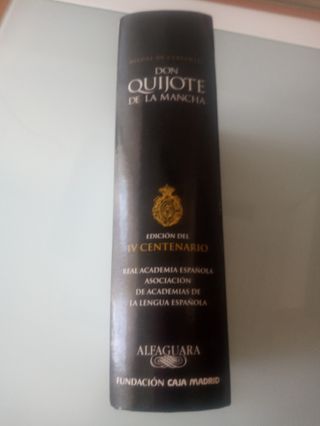 MIGUEL DE CERVANTES
DON
QUIJOTE
DE LA MANCHA
EDICIÓN DEL
IV CENTENARIO
REAL ACADEMIA ESPAÑOLA
ASOCIACIÓN
DE ACADEMIAS DE
LA LENGUA ESPAÑOLA
ALFAGUARA
FUNDACIÓN CAJA MADRID